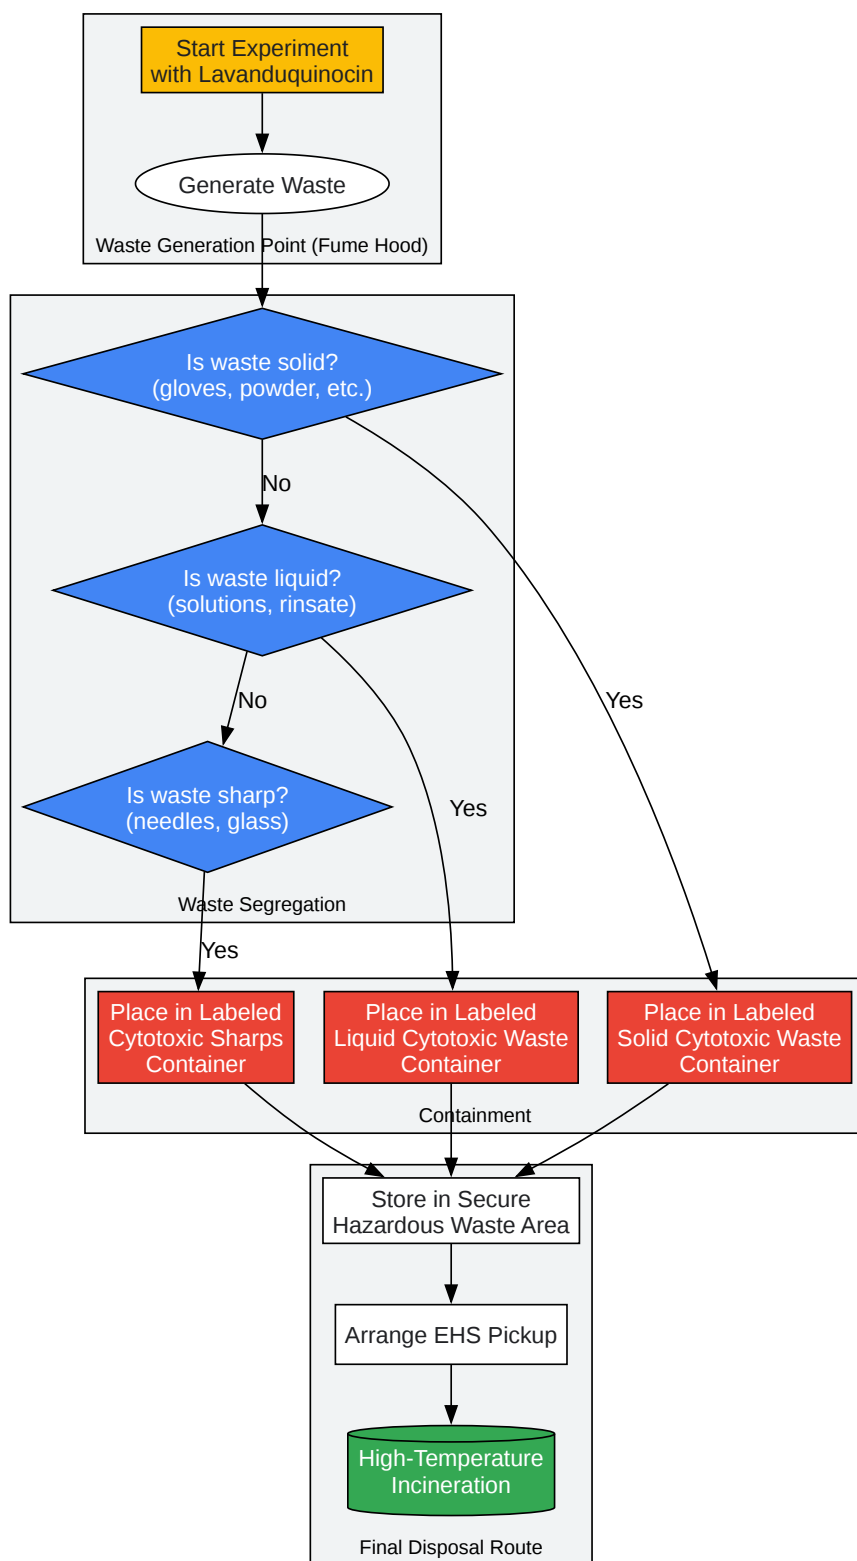 Start Experiment
with Lavanduquinocin
Generate Waste
Waste Generation Point (Fume Hood)
Is waste solid?
(gloves, powder, etc.)
No
Is waste liquid?
(solutions, rinsate)
No
Yes
Is waste sharp?
(needles, glass)
Yes
Waste Segregation
Yes
Place in Labeled
Cytotoxic Sharps
Container
Place in Labeled
Liquid Cytotoxic Waste
Container
Place in Labeled
Solid Cytotoxic Waste
Container
Containment
Store in Secure
Hazardous Waste Area
Arrange EHS Pickup
High-Temperature
Incineration
Final Disposal Route